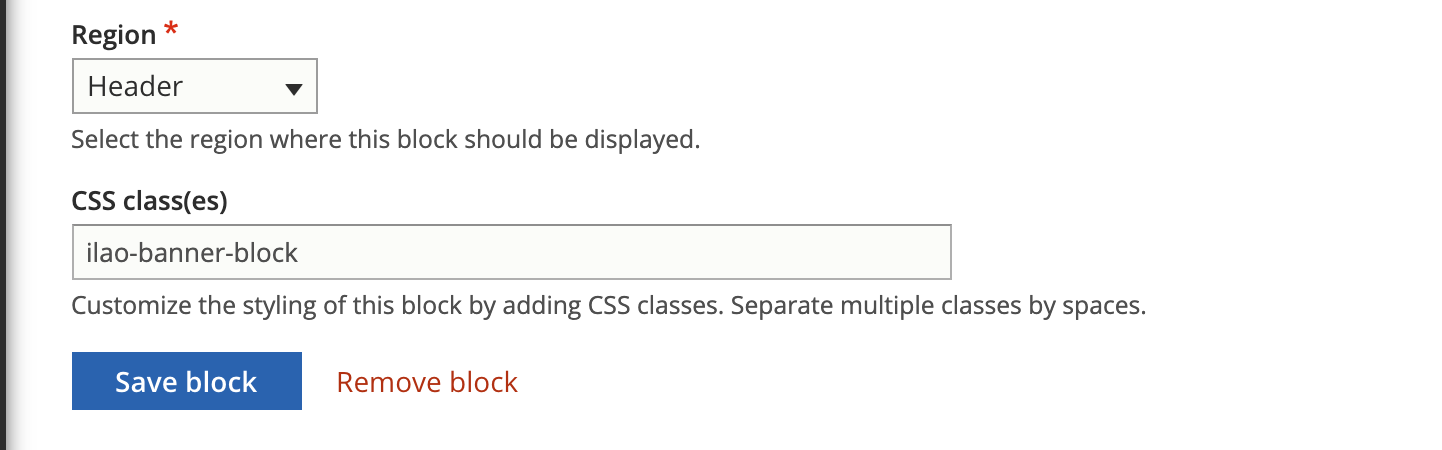 Region *
Header
Select the region where this block should be displayed.
CSS class(es)
ilao-banner-block
Customize the styling of this block by adding CSS classes. Separate multiple classes by spaces.
Save block Remove block